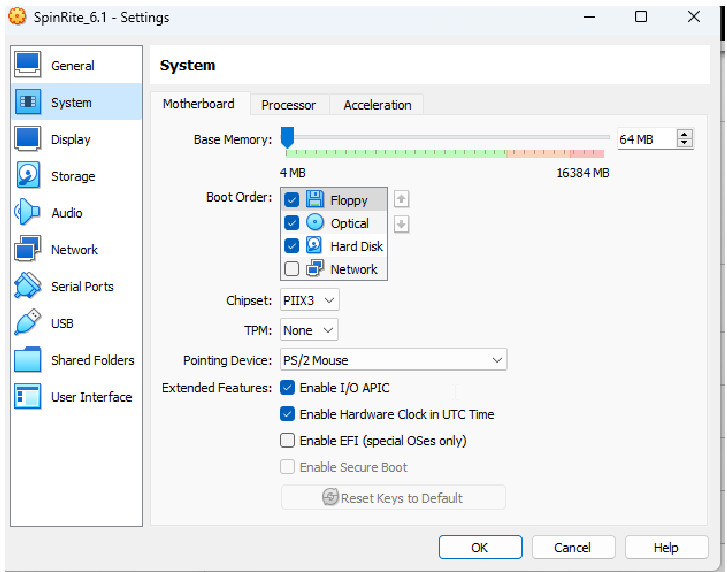 SpinRite_6.1 - Settings
General
System
Display
Storage
Audio
Network
Serial Ports
USB
Shared Folders
User Interface
System
Motherboard Processor Acceleration
Base Memory: 64 MB
4 MB 16384 MB
Boot Order: Floppy
Optical
Hard Disk
Network
Chipset: PIIX3
TPM: None
Pointing Device: PS/2 Mouse
Extended Features: Enable I/O APIC
Enable Hardware Clock in UTC Time
Enable EFI (special OSes only)
Enable Secure Boot
Reset Keys to Default
OK Cancel Help